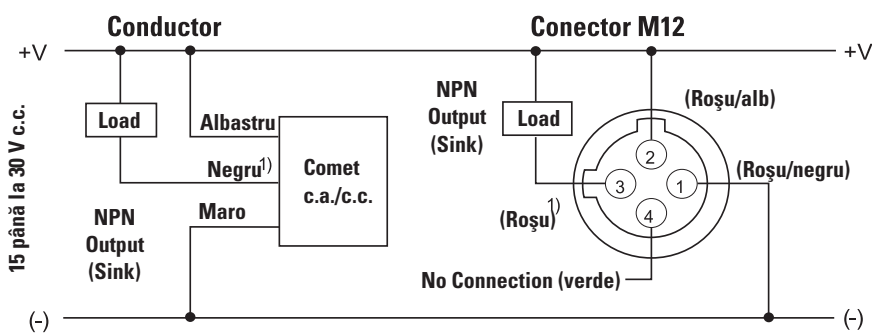 Conductor
Conector M12
+V
+V
15 până la 30 V c.c.
Load
Albastru
Negru1)
Maro
Comet
c.a./c.c.
NPN
Output
(Sink)
NPN
Output
(Sink)
Load
(Roşu/alb)
(Roşu/negru)
2
3
1
4
(Roşu)1)
No Connection (verde)
(-)
(-)